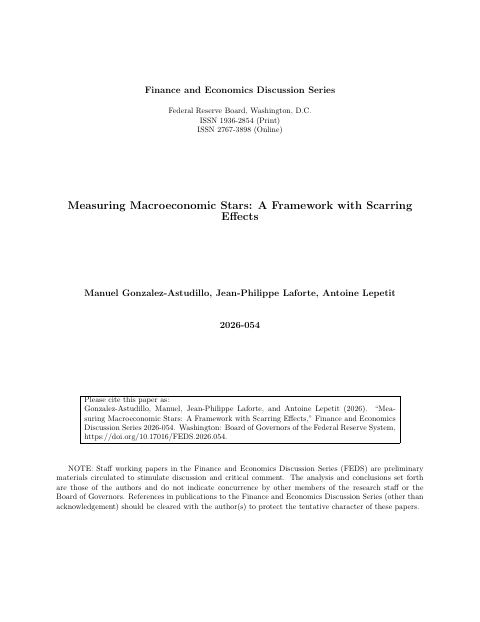 Finance and Economics Discussion Series
Federal Reserve Board, Washington, D.C.
ISSN 1936-2854 (Print)
ISSN 2767-3898 (Online)
Measuring Macroeconomic Stars: A Framework with Scarring
Effects
Manuel Gonzalez-Astudillo, Jean-Philippe Laforte, Antoine Lepetit
2026-054
Please cite this paper as:
Gonzalez-Astudillo, Manuel, Jean-Philippe Laforte, and Antoine Lepetit (2026). “Mea-
suring Macroeconomic Stars: A Framework with Scarring Effects,” Finance and Economics
Discussion Series 2026-054. Washington: Board of Governors of the Federal Reserve System,
https://doi.org/10.17016/FEDS.2026.054.
NOTE: Staff working papers in the Finance and Economics Discussion Series (FEDS) are preliminary
materials circulated to stimulate discussion and critical comment. The analysis and conclusions set forth
are those of the authors and do not indicate concurrence by other members of the research staff or the
Board of Governors. References in publications to the Finance and Economics Discussion Series (other than
acknowledgement) should be cleared with the author(s) to protect the tentative character of these papers.